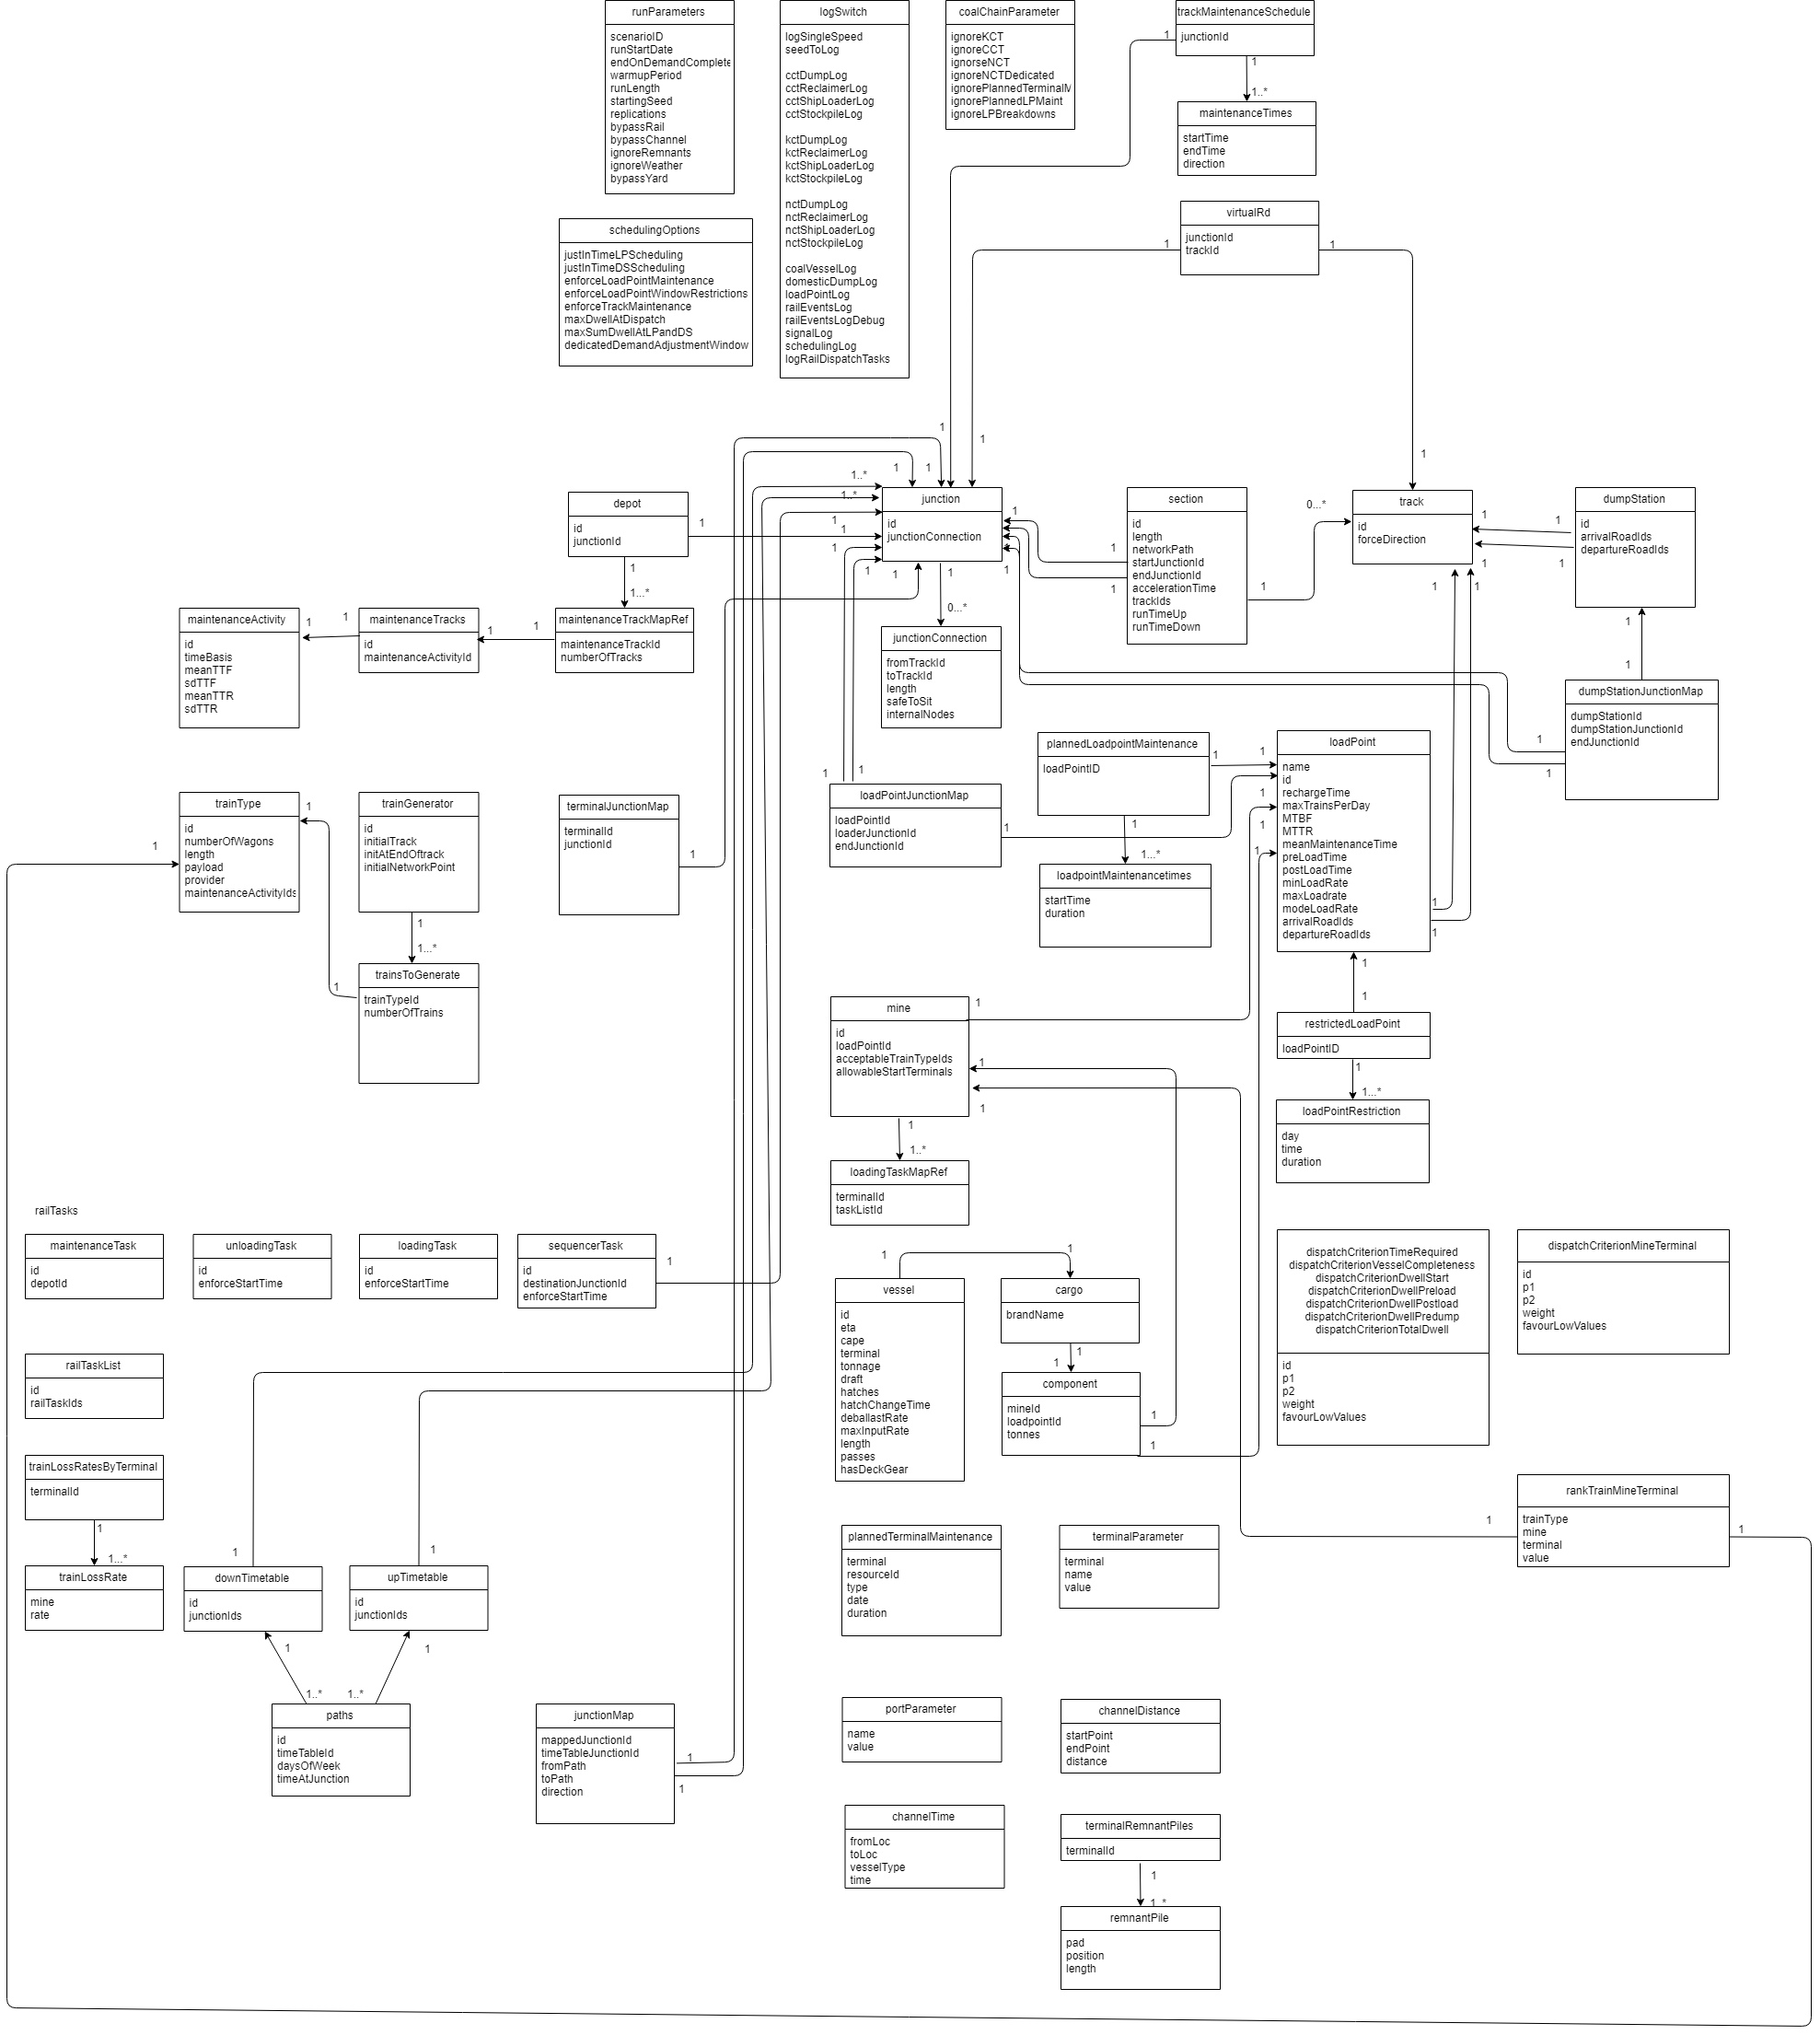 runParameters
scenarioID
runStartDate
endOnDemandComplete
warmupPeriod
runLength
startingSeed
replications
bypassRail
bypassChannel
ignoreRemnants
ignoreWeather
bypassYard
logSwitch
logSingleSpeed
seedToLog
cctDumpLog
cctReclaimerLog
cctShipLoaderLog
cctStockpileLog
kctDumpLog
kctReclaimerLog
kctShipLoaderLog
kctStockpileLog
nctDumpLog
nctReclaimerLog
nctShipLoaderLog
nctStockpileLog
coalVesselLog
domesticDumpLog
loadPointLog
railEventsLog
railEventsLogDebug
signalLog
schedulingLog
logRailDispatchTasks
coalChainParameter
ignoreKCT
ignoreCCT
ignorseNCT
ignoreNCTDedicated
ignorePlannedTerminalM
ignorePlannedLPMaint
ignoreLPBreakdowns
trackMaintenanceSchedule
junctionId
1
1
1..*
maintenanceTimes
startTime
endTime
direction
schedulingOptions
justInTimeLPScheduling
justInTimeDSScheduling
enforceLoadPointMaintenance
enforceLoadPointWindowRestrictions
enforceTrackMaintenance
maxDwellAtDispatch
maxSumDwellAtLPandDS
dedicatedDemandAdjustmentWindow
virtualRd
junctionId
trackId
1
1
1
1
1
1
1
1..*
1..*
depot
id
junctionId
1
1
1
1
1...*
junction
id
junctionConnection
1
1
1
1
1
0...*
junctionConnection
fromTrackId
toTrackId
length
safeToSit
internalNodes
section
id
length
networkPath
startJunctionId
endJunctionId
accelerationTime
trackIds
runTimeUp
runTimeDown
1
1
1
1
1
0...*
track
id
forceDirection
1
1
1
1
1
1
dumpStation
id
arrivalRoadIds
departureRoadIds
1
1
dumpStationJunctionMap
dumpStationId
dumpStationJunctionId
endJunctionId
1
1
maintenanceActivity
id
timeBasis
meanTTF
sdTTF
meanTTR
sdTTR
1
1
maintenanceTracks
id
maintenanceActivityId
1
1
maintenanceTrackMapRef
maintenanceTrackId
numberOfTracks
trainType
id
numberOfWagons
length
payload
provider
maintenanceActivityIds
1
1
trainGenerator
id
initialTrack
initAtEndOftrack
initialNetworkPoint
1
1...*
1
trainsToGenerate
trainTypeId
numberOfTrains
terminalJunctionMap
terminalId
junctionId
1
1
1
loadPointJunctionMap
loadPointId
loaderJunctionId
endJunctionId
1
plannedLoadpointMaintenance
loadPointID
1
1
1
1...*
loadpointMaintenancetimes
startTime
duration
1
1
1
loadPoint
name
id
rechargeTime
maxTrainsPerDay
MTBF
MTTR
meanMaintenanceTime
preLoadTime
postLoadTime
minLoadRate
maxLoadrate
modeLoadRate
arrivalRoadIds
departureRoadIds
1
1
1
1
restrictedLoadPoint
loadPointID
1
1...*
loadPointRestriction
day
time
duration
mine
id
loadPointId
acceptableTrainTypeIds
allowableStartTerminals
1
1
1
1
1..*
loadingTaskMapRef
terminalId
taskListId
railTasks
maintenanceTask
id
depotId
unloadingTask
id
enforceStartTime
loadingTask
id
enforceStartTime
sequencerTask
id
destinationJunctionId
enforceStartTime
1
railTaskList
id
railTaskIds
trainLossRatesByTerminal
terminalId
1
1...*
trainLossRate
mine
rate
1
downTimetable
id
junctionIds
1
upTimetable
id
junctionIds
1
1
1..*
1..*
paths
id
timeTableId
daysOfWeek
timeAtJunction
junctionMap
mappedJunctionId
timeTableJunctionId
fromPath
toPath
direction
1
1
vessel
id
eta
cape
terminal
tonnage
draft
hatches
hatchChangeTime
deballastRate
maxInputRate
length
passes
hasDeckGear
1
1
cargo
brandName
1
1
component
mineId
loadpointId
tonnes
1
1
dispatchCriterionTimeRequired
dispatchCriterionVesselCompleteness
dispatchCriterionDwellStart
dispatchCriterionDwellPreload
dispatchCriterionDwellPostload
dispatchCriterionDwellPredump
dispatchCriterionTotalDwell
id
p1
p2
weight
favourLowValues
dispatchCriterionMineTerminal
id
p1
p2
weight
favourLowValues
rankTrainMineTerminal
trainType
mine
terminal
value
1
1
plannedTerminalMaintenance
terminal
resourceId
type
date
duration
terminalParameter
terminal
name
value
portParameter
name
value
channelDistance
startPoint
endPoint
distance
channelTime
fromLoc
toLoc
vesselType
time
terminalRemnantPiles
terminalId
1
1..*
remnantPile
pad
position
length